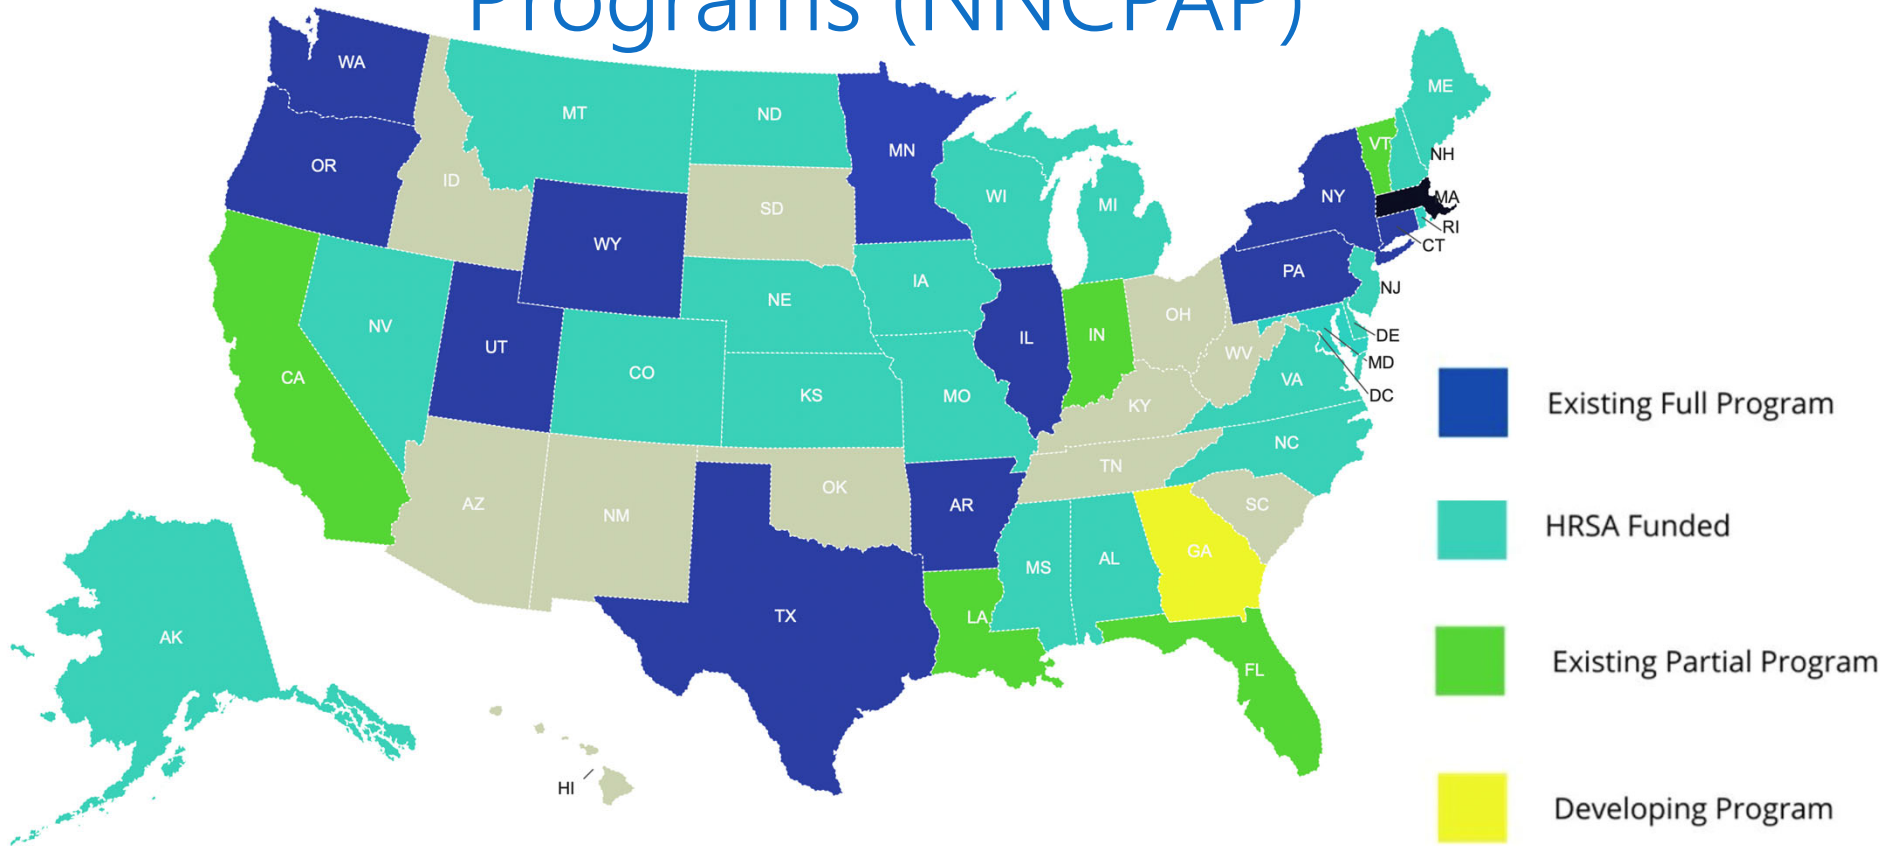 Programs (NNCPAP)
WA
MT
ND
MN
ME
OR
ID
VT
NH
WI
MI
NY
MA
SD
RI
WY
CT
PA
IA
NJ
NE
NV
UT
IL
IN
OH
DE
WV
MD
CA
CO
KS
MO
VA
DC
KY
Existing Full Program
NC
TN
AZ
NM
OK
AR
SC
HRSA Funded
GA
MS
AL
TX
LA
AK
FL
Existing Partial Program
HI
Developing Program